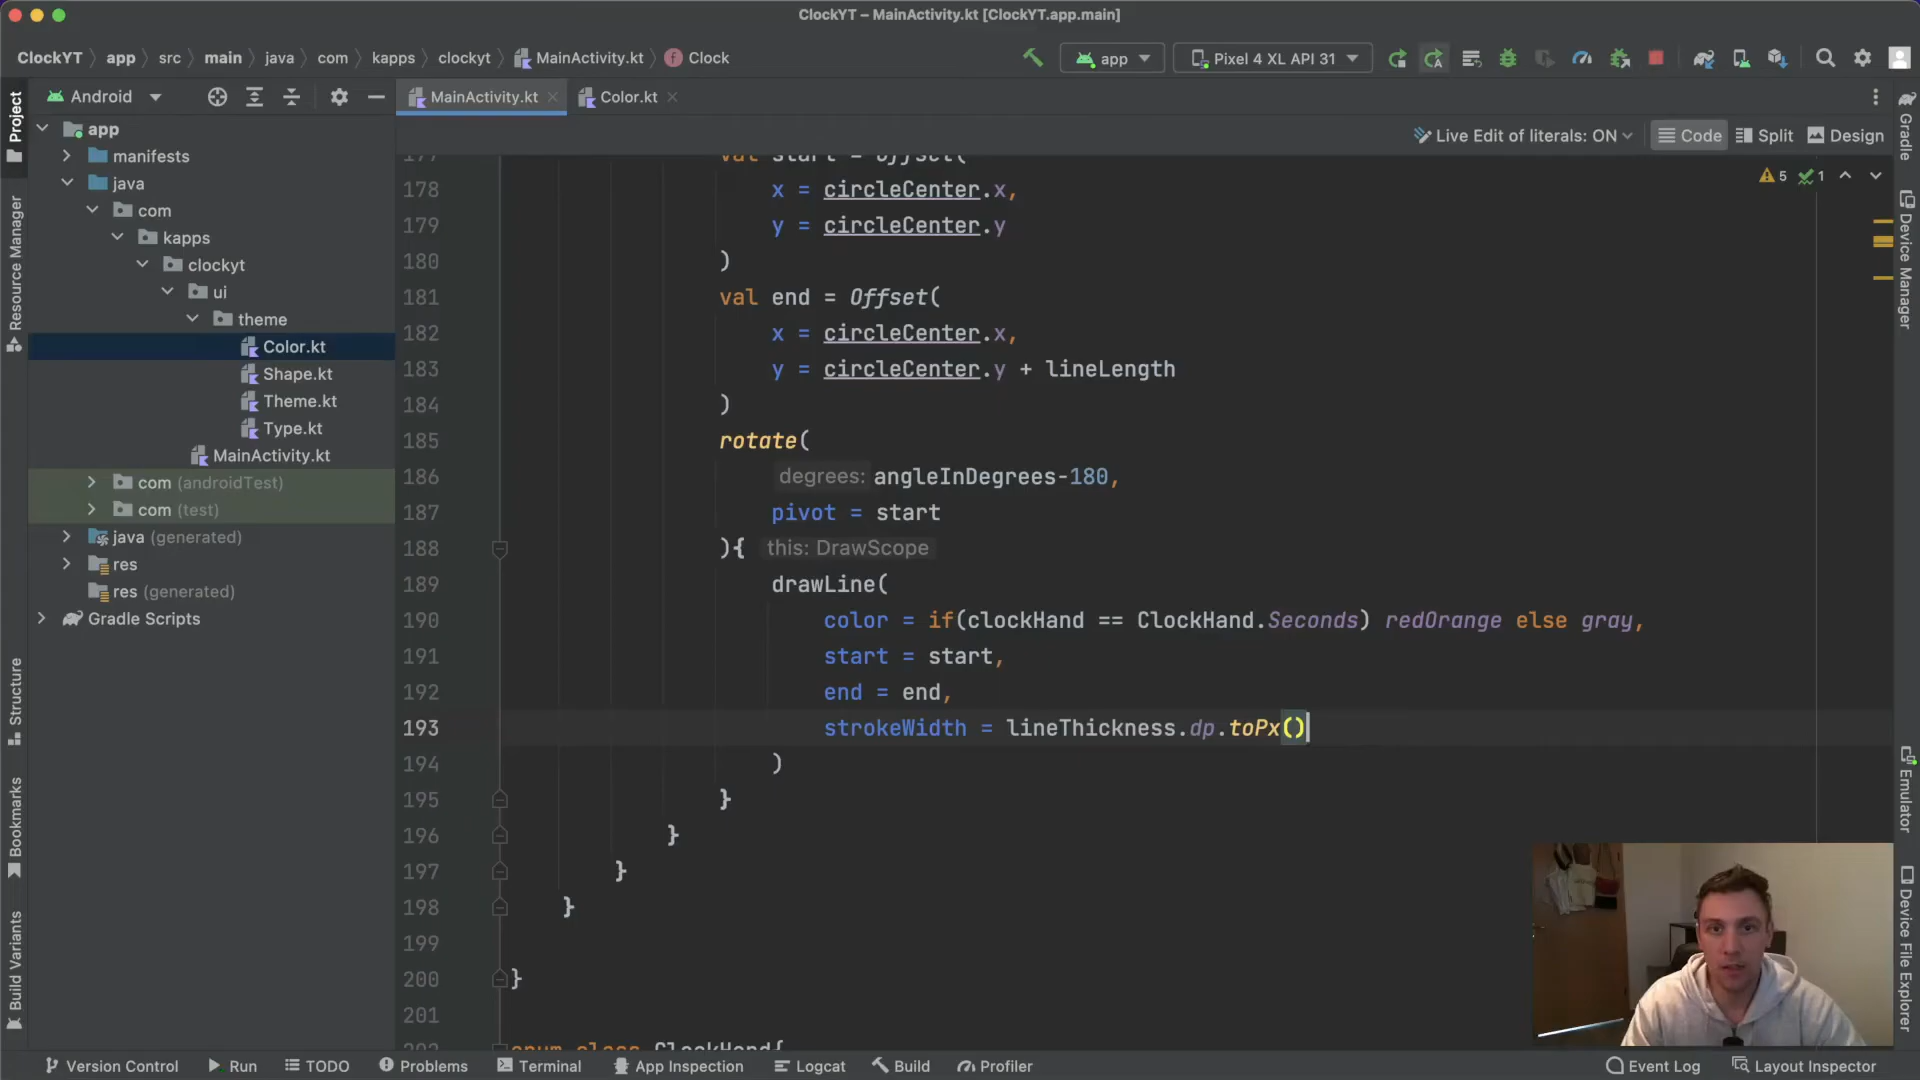 ClockYT – MainActivity.kt [ClockYT.app.main]
ClockYT app src main java com kapps clockyt MainActivity.kt Clock
app
Pixel 4 XL API 31
Android
MainActivity.kt
Color.kt
Live Edit of literals: ON
Code
Split
Design
5
1
Project
Resource Manager
Structure
Bookmarks
Build Variants
app
manifests
java
com
kapps
clockyt
ui
theme
Color.kt
Shape.kt
Theme.kt
Type.kt
MainActivity.kt
com (androidTest)
com (test)
java (generated)
res
res (generated)
Gradle Scripts
177 val start = Offset(
178 x = circleCenter.x,
179 y = circleCenter.y
180 )
181 val end = Offset(
182 x = circleCenter.x,
183 y = circleCenter.y + lineLength
184 )
185 rotate(
186 degrees: angleInDegrees-180,
187 pivot = start
188 ){ this: DrawScope
189 drawLine(
190 color = if(clockHand == ClockHand.Seconds) redOrange else gray,
191 start = start,
192 end = end,
193 strokeWidth = lineThickness.dp.toPx()
194 )
195 }
196 }
197 }
198 }
199
200 }
201
202 enum class ClockHand{
Gradle
Device Manager
Emulator
Device File Explorer
Version Control
Run
TODO
Problems
Terminal
App Inspection
Logcat
Build
Profiler
Event Log
Layout Inspector